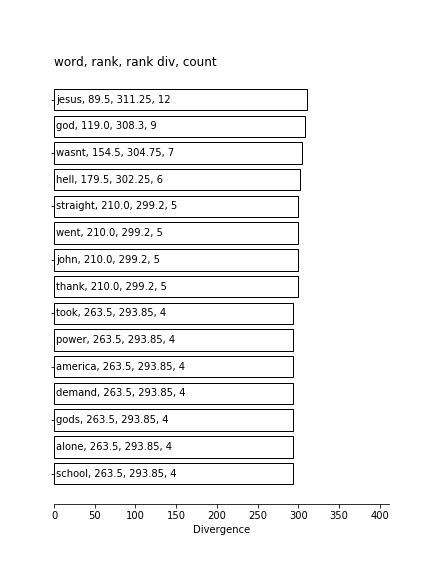 word, rank, rank div, count
jesus, 89.5, 311.25, 12
god, 119.0, 308.3, 9
wasnt, 154.5, 304.75, 7
hell, 179.5, 302.25, 6
straight, 210.0, 299.2, 5
went, 210.0, 299.2, 5
john, 210.0, 299.2, 5
thank, 210.0, 299.2, 5
took, 263.5, 293.85, 4
power, 263.5, 293.85, 4
america, 263.5, 293.85, 4
demand, 263.5, 293.85, 4
gods, 263.5, 293.85, 4
alone, 263.5, 293.85, 4
school, 263.5, 293.85, 4
0 50 100 150 200 250 300 350 400
Divergence